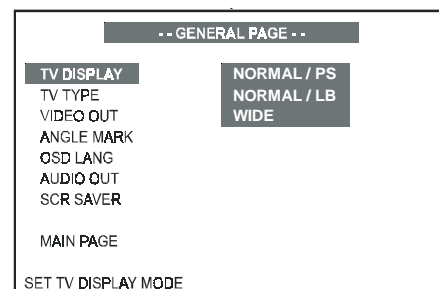 - - GENERAL PAGE - -
TV DISPLAY NORMAL / PS
TV TYPE NORMAL / LB
VIDEO OUT WIDE
ANGLE MARK
OSD LANG
AUDIO OUT
SCR SAVER
MAIN PAGE
SET TV DISPLAY MODE